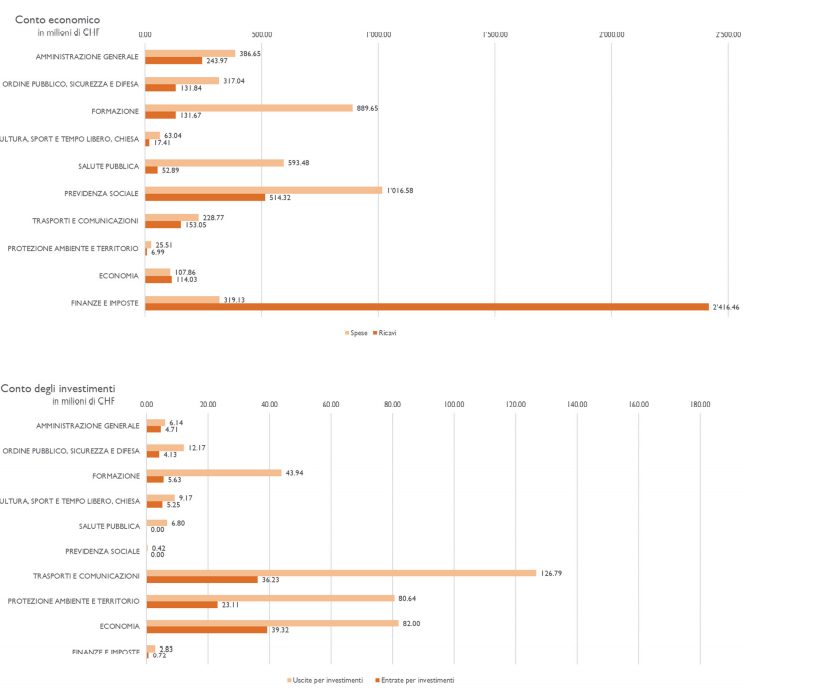 Conto economico
in milioni di CHF
0.00 500.00 1'000.00 1'500.00 2'000.00 2'500.00
AMMINISTRAZIONE GENERALE 386.65
243.97
ORDINE PUBBLICO, SICUREZZA E DIFESA 317.04
131.84
FORMAZIONE 889.65
131.67
ULTURA, SPORT E TEMPO LIBERO, CHIESA 63.04
17.41
SALUTE PUBBLICA 593.48
52.89
PREVIDENZA SOCIALE 1'016.58
514.32
TRASPORTI E COMUNICAZIONI 228.77
153.05
PROTEZIONE AMBIENTE E TERRITORIO 25.51
6.99
ECONOMIA 107.86
114.03
FINANZE E IMPOSTE 319.13
2'416.46
Spese Ricavi
Conto degli investimenti
in milioni di CHF
0.00 20.00 40.00 60.00 80.00 100.00 120.00 140.00 160.00 180.00
AMMINISTRAZIONE GENERALE 6.14
4.71
ORDINE PUBBLICO, SICUREZZA E DIFESA 12.17
4.13
FORMAZIONE 43.94
5.63
ULTURA, SPORT E TEMPO LIBERO, CHIESA 9.17
5.25
SALUTE PUBBLICA 6.80
0.00
PREVIDENZA SOCIALE 0.42
0.00
TRASPORTI E COMUNICAZIONI 126.79
36.23
PROTEZIONE AMBIENTE E TERRITORIO 80.64
23.11
ECONOMIA 82.00
39.32
FINANZE E IMPOSTE 2.83
0.72
Uscite per investimenti Entrate per investimenti